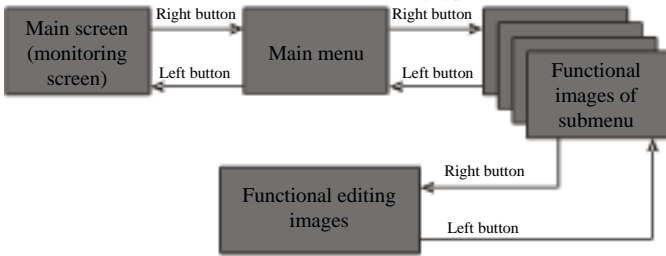 Main screen
(monitoring
screen)
Right button
Left button
Main menu
Right button
Left button
Functional
images of
submenu
Right button
Left button
Functional editing
images